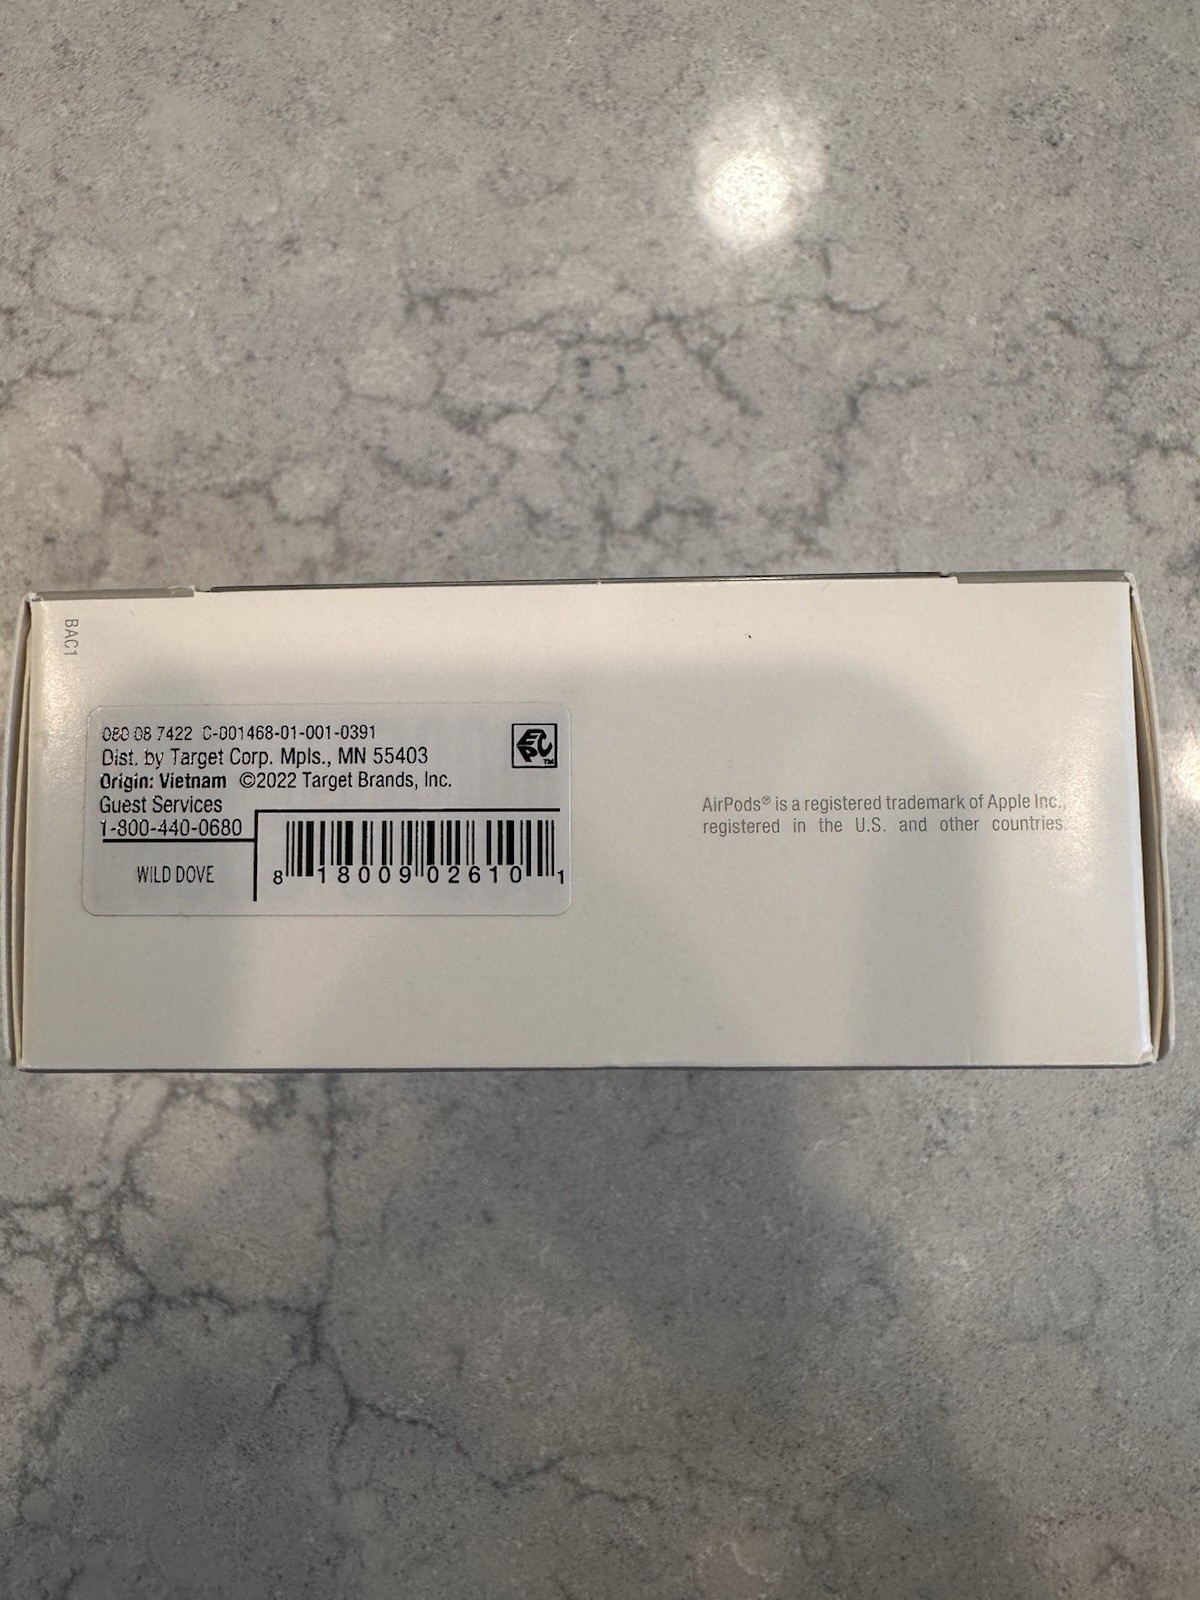 BAC1
080 08 7422 C-001468-01-001-0391
Dist. by Target Corp. Mpls., MN 55403
Origin: Vietnam ©2022 Target Brands, Inc.
Guest Services
1-800-440-0680
WILD DOVE
8 18009 02610 1
EPC TM
AirPods® is a registered trademark of Apple Inc.,
registered in the U.S. and other countries.